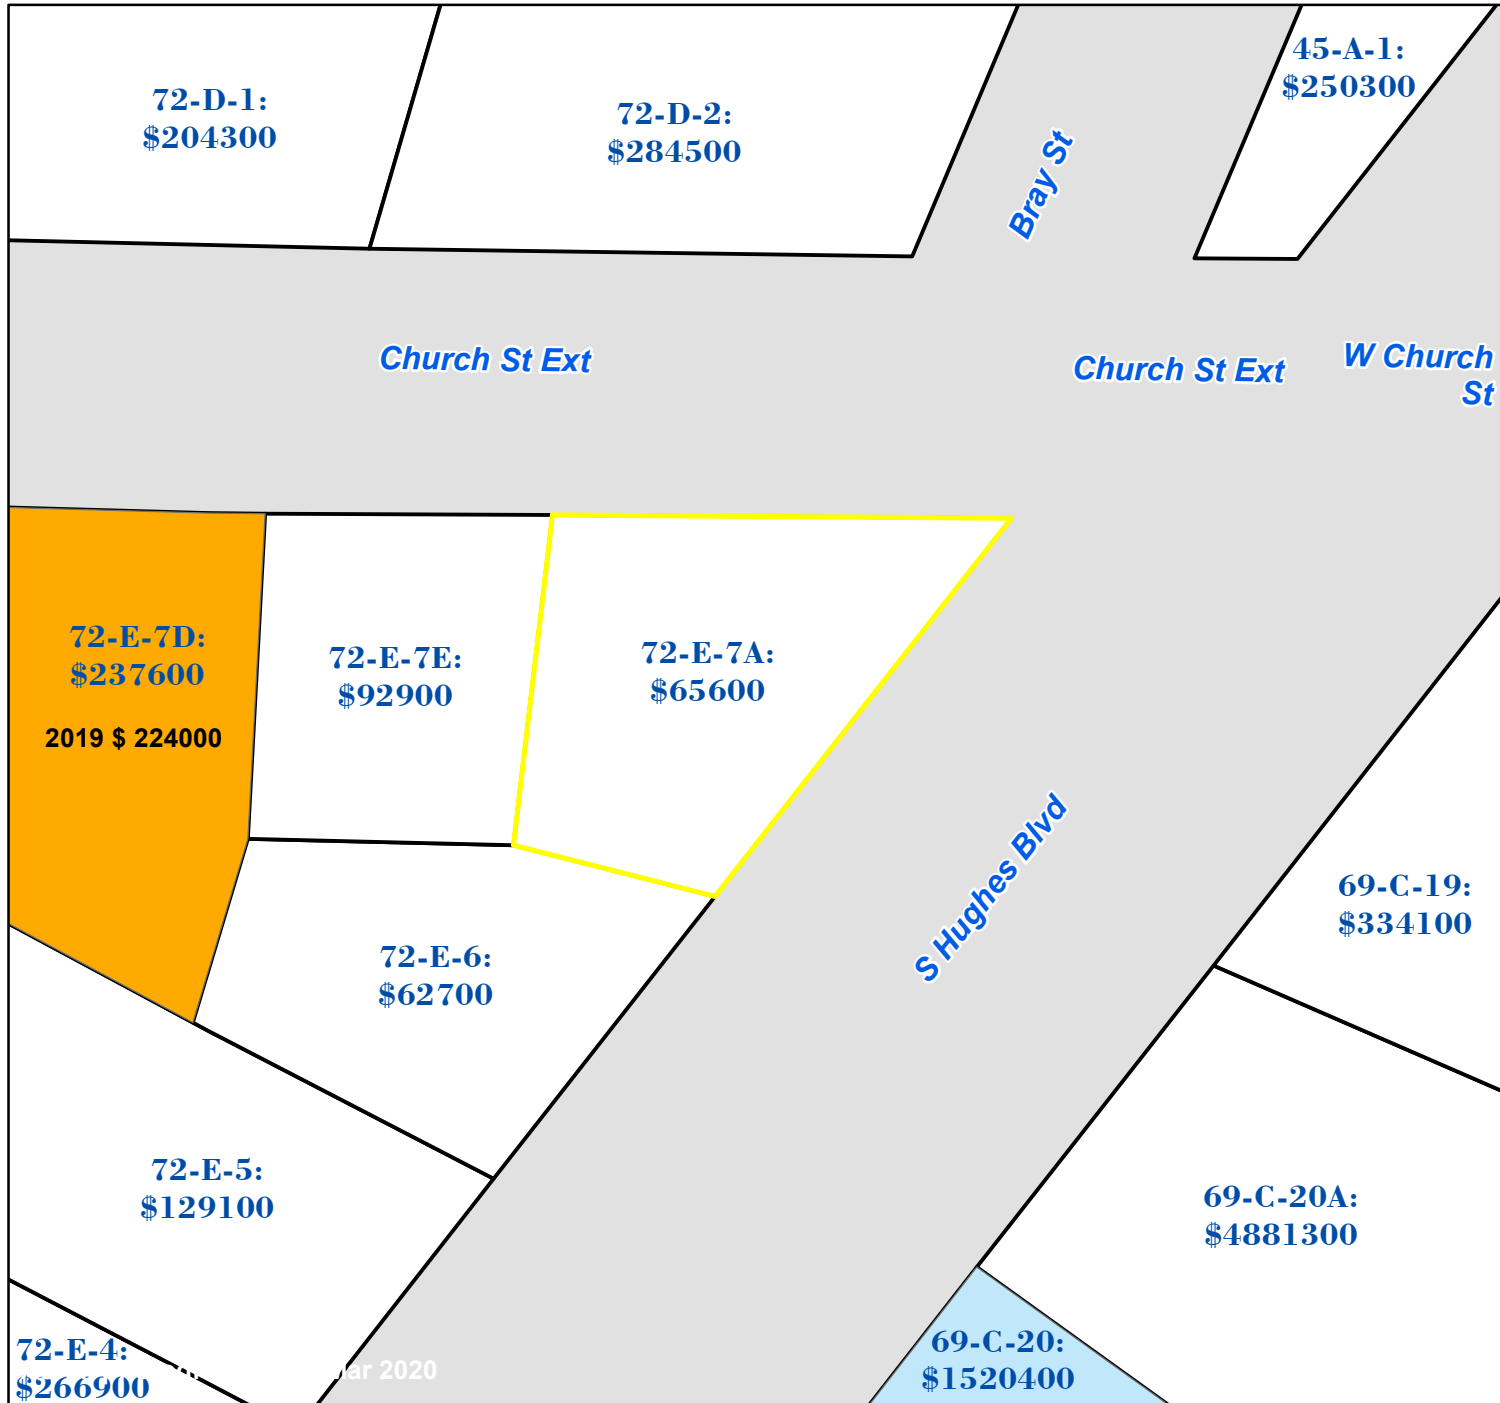 45-A-1:
$250300
72-D-1:
$204300
72-D-2:
$284500
Bray St
Church St Ext
Church St Ext
W Church
St
72-E-7D:
$237600
2019 $ 224000
72-E-7E:
$92900
72-E-7A:
$65600
S Hughes Blvd
69-C-19:
$334100
72-E-6:
$62700
72-E-5:
$129100
69-C-20A:
$4881300
72-E-4:
$266900
2020
69-C-20:
$1520400